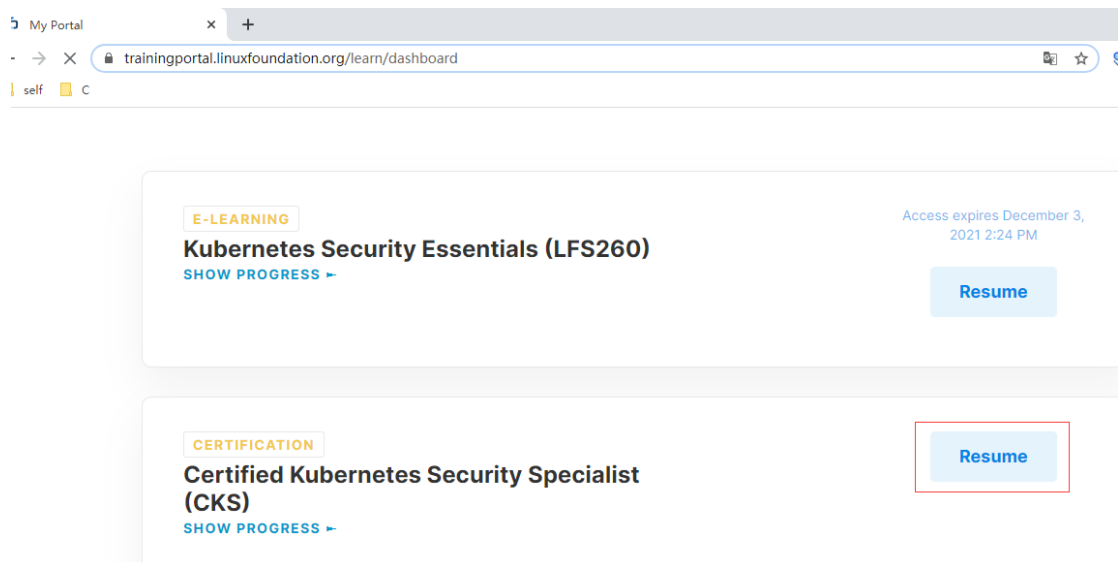 My Portal
trainingportal.linuxfoundation.org/learn/dashboard
self C
E-LEARNING
Kubernetes Security Essentials (LFS260)
SHOW PROGRESS
Access expires December 3,
2021 2:24 PM
Resume
CERTIFICATION
Certified Kubernetes Security Specialist
(CKS)
SHOW PROGRESS
Resume